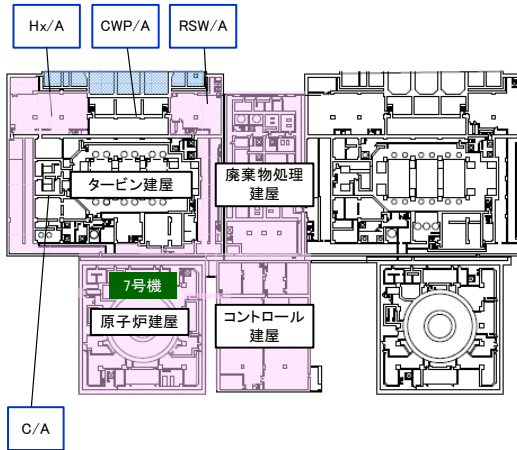 Hx/A
CWP/A
RSW/A
タービン建屋
廃棄物処理
建屋
7号機
原子炉建屋
コントロール
建屋
C/A